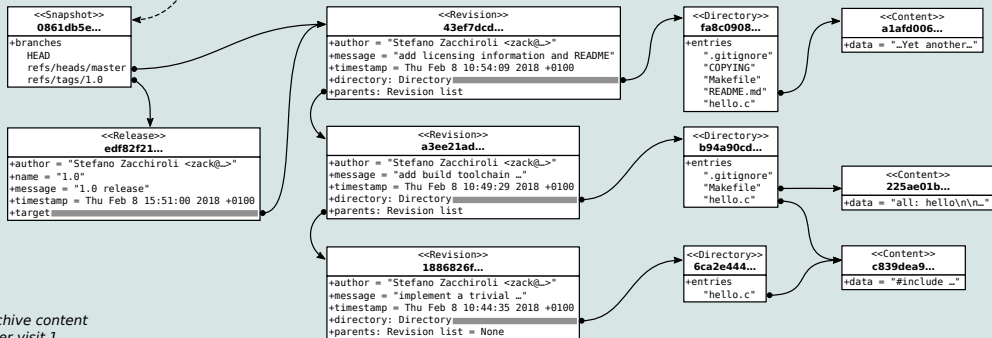 <<Snapshot>>
0861db5e…
+branches
HEAD
refs/heads/master
refs/tags/1.0
<<Release>>
edf82f21…
+author = "Stefano Zacchiroli <zack@…>"
+name = "1.0"
+message = "1.0 release"
+timestamp = Thu Feb 8 15:51:00 2018 +0100
+target
<<Revision>>
43ef7dcd…
+author = "Stefano Zacchiroli <zack@…>"
+message = "add licensing information and README"
+timestamp = Thu Feb 8 10:54:09 2018 +0100
+directory: Directory
+parents: Revision list
<<Revision>>
a3ee21ad…
+author = "Stefano Zacchiroli <zack@…>"
+message = "add build toolchain …"
+timestamp = Thu Feb 8 10:49:29 2018 +0100
+directory: Directory
+parents: Revision list
<<Revision>>
1886826f…
+author = "Stefano Zacchiroli <zack@…>"
+message = "implement a trivial …"
+timestamp = Thu Feb 8 10:44:35 2018 +0100
+directory: Directory
+parents: Revision list = None
<<Directory>>
fa8c0908…
+entries
".gitignore"
"COPYING"
"Makefile"
"README.md"
"hello.c"
<<Directory>>
b94a90cd…
+entries
".gitignore"
"Makefile"
"hello.c"
<<Directory>>
6ca2e444…
+entries
"hello.c"
<<Content>>
a1afd006…
+data = "…Yet another…"
<<Content>>
225ae01b…
+data = "all: hello\n\n…"
<<Content>>
c839dea9…
+data = "#include …"
chive content
er visit 1